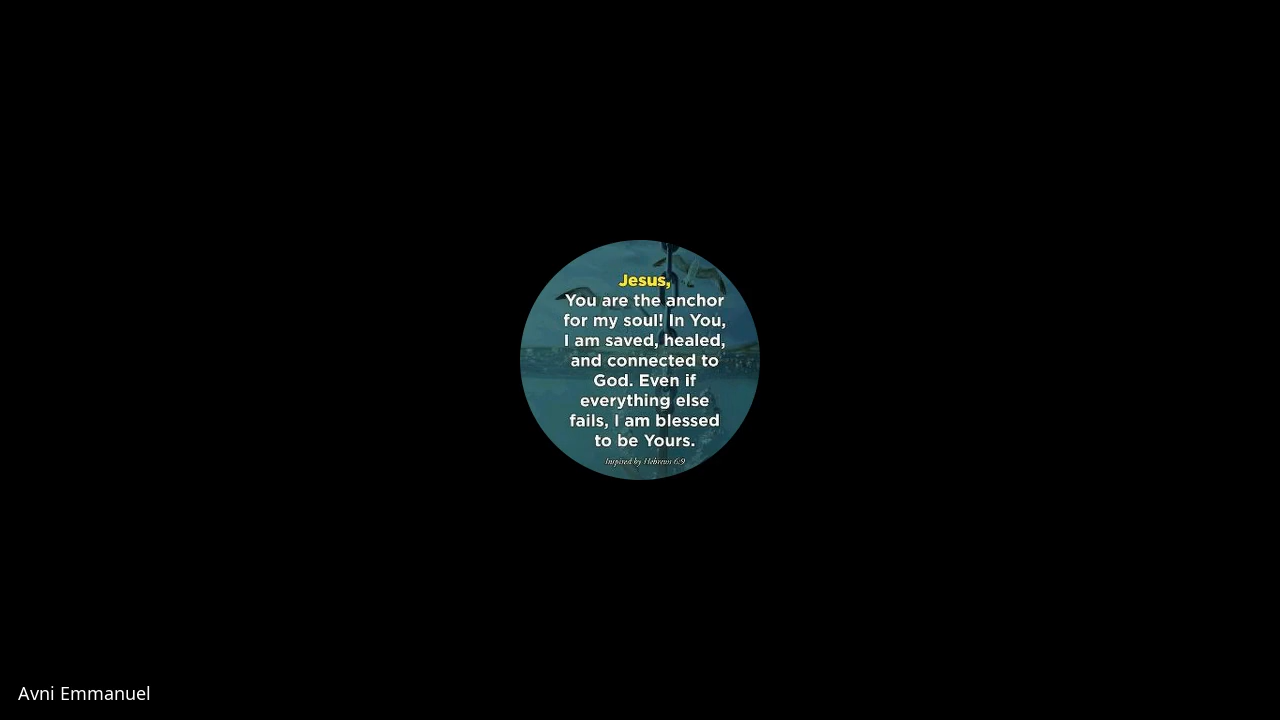 Jesus,
You are the anchor
for my soul! In You,
I am saved, healed,
and connected to
God. Even if
everything else
fails, I am blessed
to be Yours.
Inspired by Hebrews 6:9
Avni Emmanuel